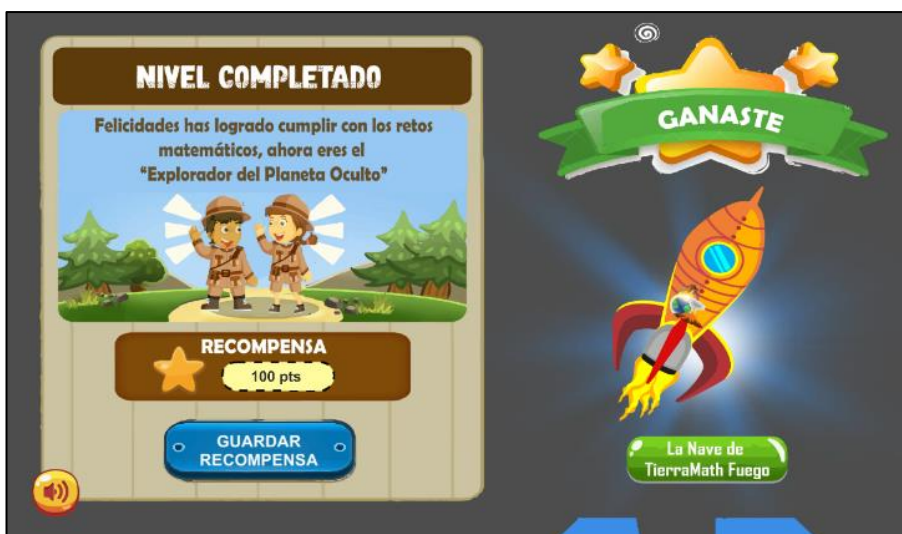 NIVEL COMPLETADO
Felicidades has logrado cumplir con los retos
matemáticos, ahora eres el
"Explorador del Planeta Oculto"
RECOMPENSA
100 pts
GUARDAR
RECOMPENSA
GANASTE
La Nave de
TierraMath Fuego